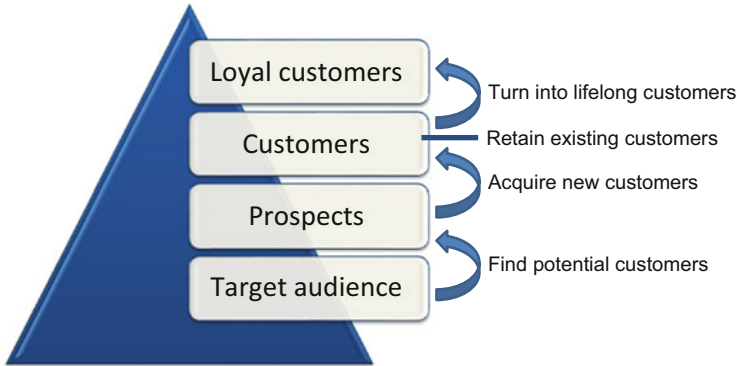 Loyal customers
Turn into lifelong customers
Customers
Retain existing customers
Acquire new customers
Prospects
Find potential customers
Target audience